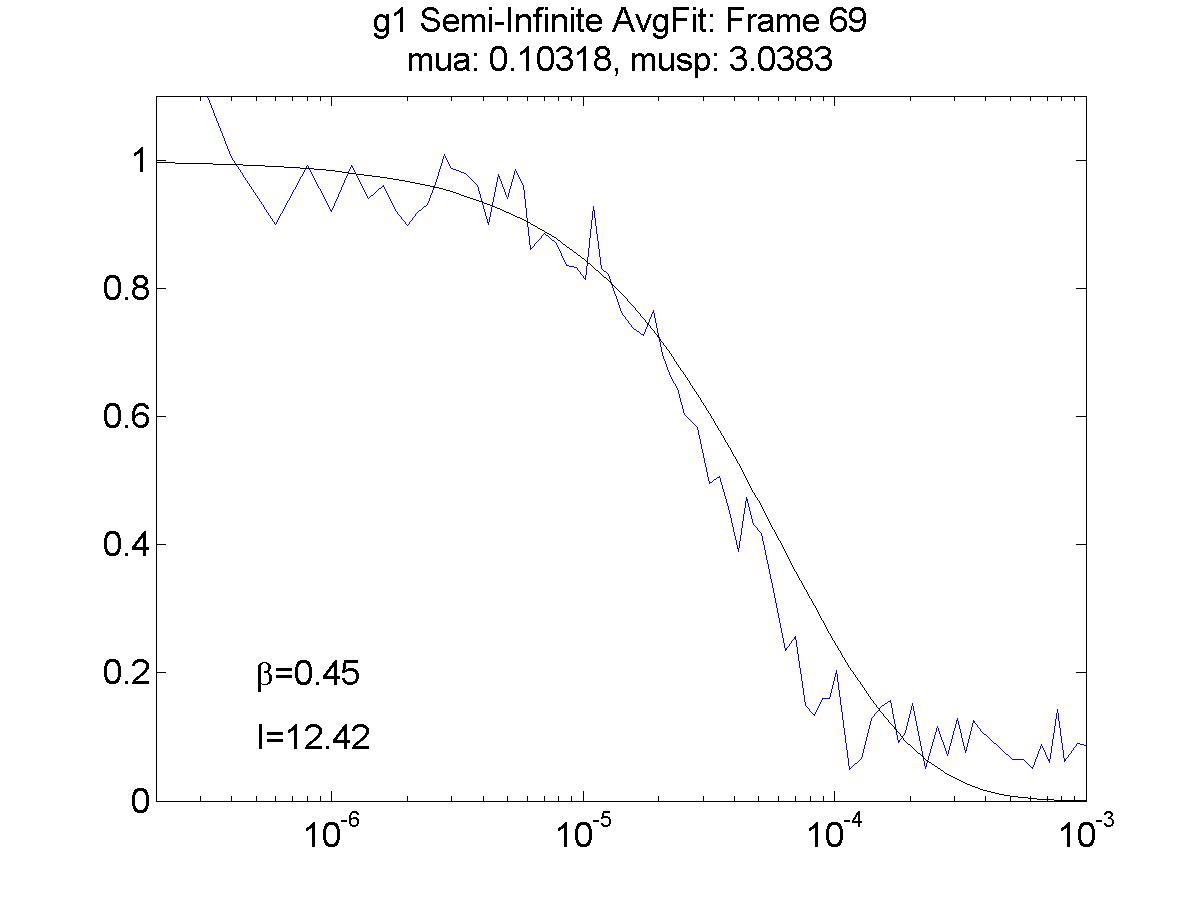 g1 Semi-Infinite AvgFit: Frame 69
mua: 0.10318, musp: 3.0383
1
0.8
0.6
0.4
0.2
0
β=0.45
I=12.42
10^-6
10^-5
10^-4
10^-3